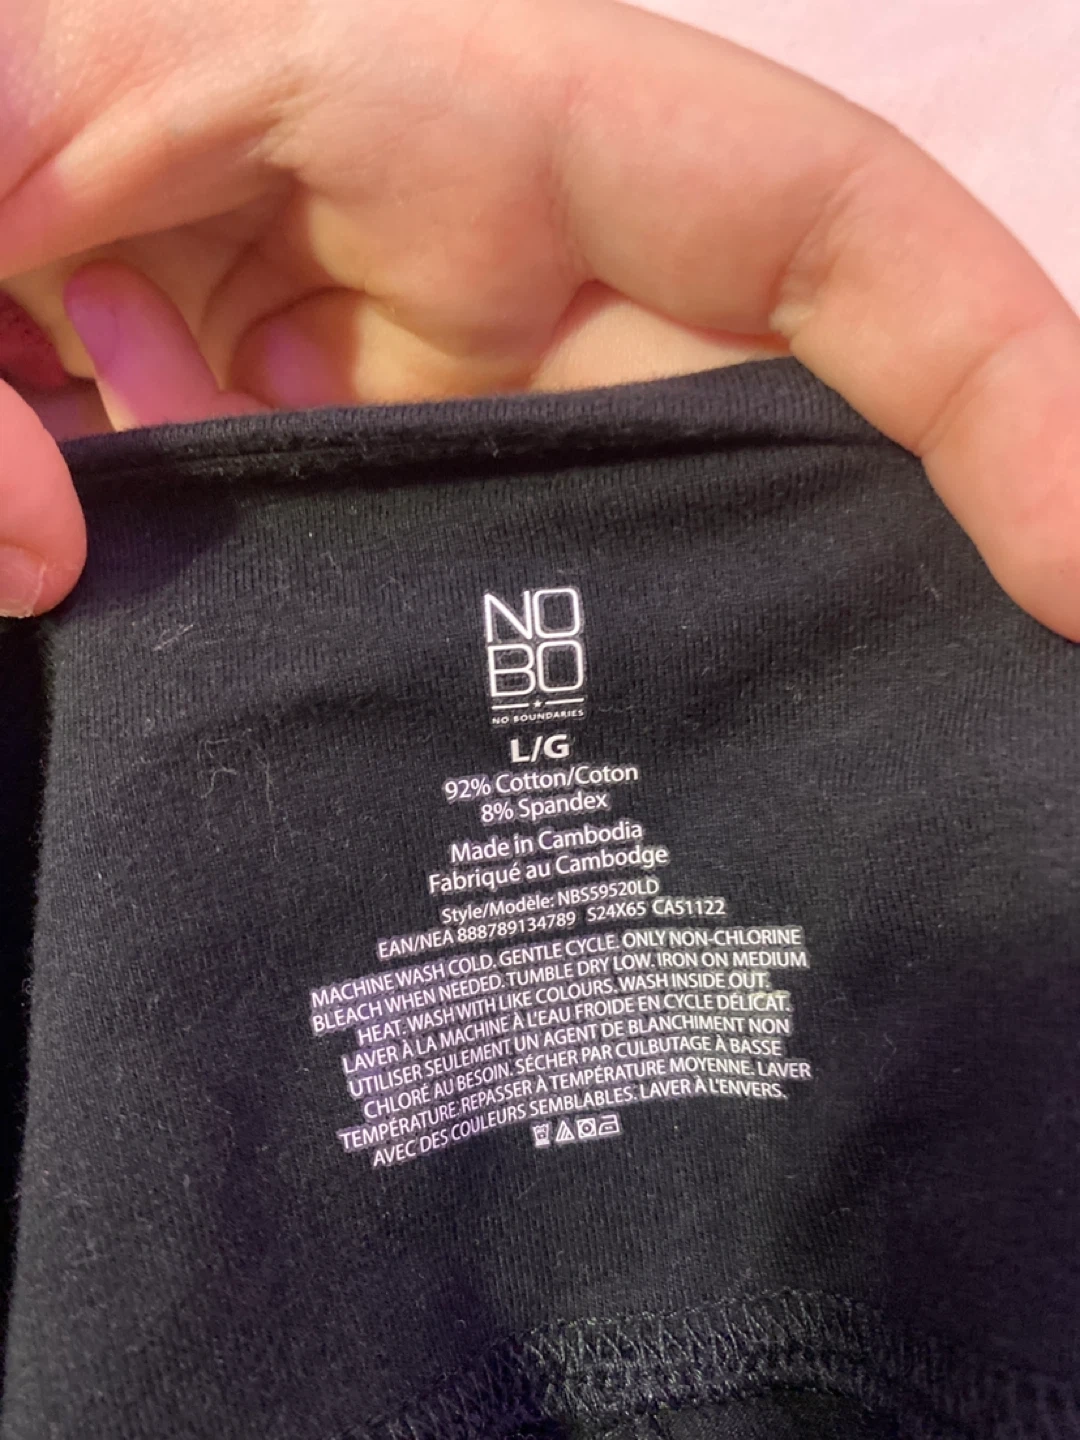 NO
BO
NO BOUNDARIES
L/G
92% Cotton/Coton
8% Spandex
Made in Cambodia
Fabriqué au Cambodge
Style/Modèle: NBS59520LD
EAN/NEA 888789134789 S24X65 CA51122
MACHINE WASH COLD. GENTLE CYCLE. ONLY NON-CHLORINE
BLEACH WHEN NEEDED. TUMBLE DRY LOW. IRON ON MEDIUM
HEAT. WASH WITH LIKE COLOURS. WASH INSIDE OUT.
LAVER À LA MACHINE À L'EAU FROIDE EN CYCLE DÉLICAT.
UTILISER SEULEMENT UN AGENT DE BLANCHIMENT NON
CHLORÉ AU BESOIN. SÉCHER PAR CULBUTAGE À BASSE
TEMPÉRATURE. REPASSER À TEMPÉRATURE MOYENNE. LAVER
AVEC DES COULEURS SEMBLABLES. LAVER À L'ENVERS.